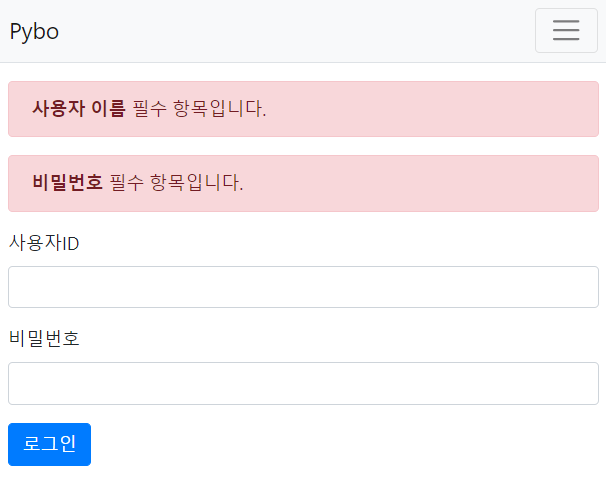 Pybo
사용자 이름 필수 항목입니다.
비밀번호 필수 항목입니다.
사용자ID
비밀번호
로그인